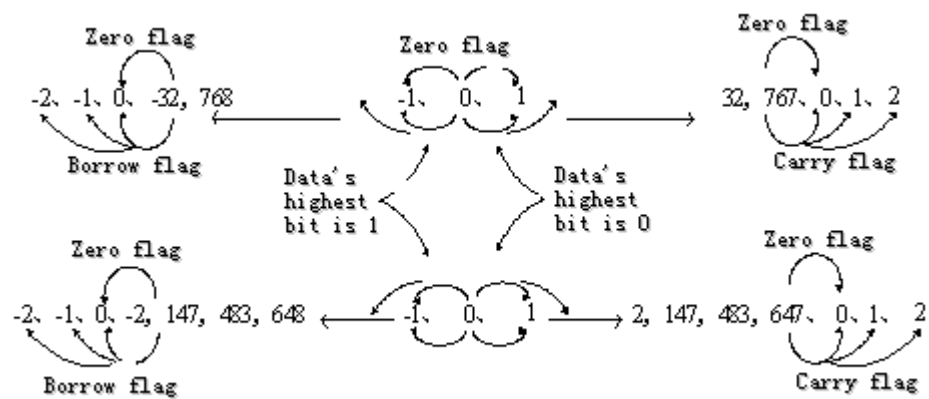 Zero flag
Zero flag
Zero flag
-2、-1、0、-32, 768
-1、 0、 1
32, 767、0、1、2
Borrow flag
Carry flag
Data's
highest
bit is 1
Data's
highest
bit is 0
Zero flag
Zero flag
-2、-1、0、-2, 147, 483, 648
-1、 0、 1
2, 147, 483, 647、0、1、 2
Borrow flag
Carry flag